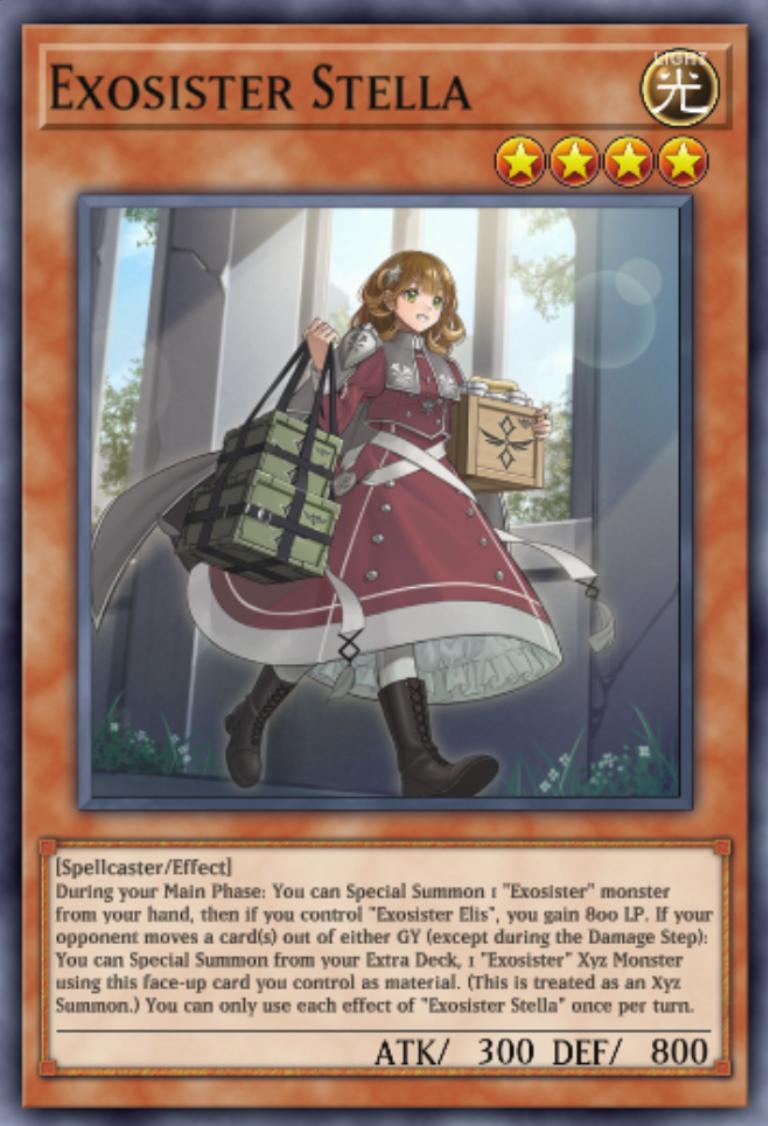 Exosister Stella
LIGHT
光
[Spellcaster/Effect]
During your Main Phase: You can Special Summon 1 "Exosister" monster
from your hand, then if you control "Exosister Elis", you gain 800 LP. If your
opponent moves a card(s) out of either GY (except during the Damage Step):
You can Special Summon from your Extra Deck, 1 "Exosister" Xyz Monster
using this face-up card you control as material. (This is treated as an Xyz
Summon.) You can only use each effect of "Exosister Stella" once per turn.
ATK/ 300 DEF/ 800